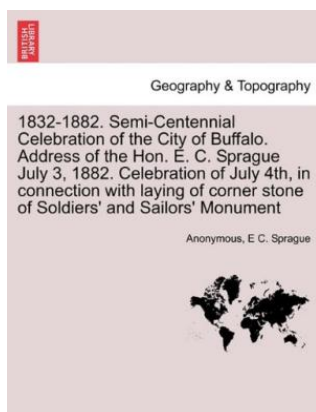 BRITISH
LIBRARY
Geography & Topography
1832-1882. Semi-Centennial
Celebration of the City of Buffalo.
Address of the Hon. E. C. Sprague
July 3, 1882. Celebration of July 4th, in
connection with laying of corner stone
of Soldiers' and Sailors' Monument
Anonymous, E C. Sprague